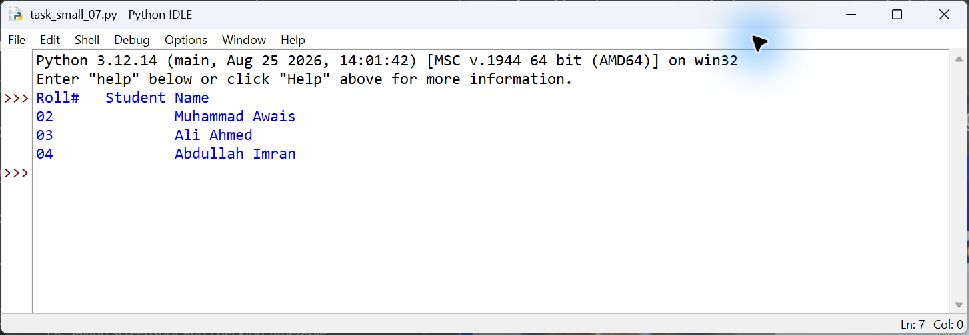 task_small_07.py   Python IDLE
File   Edit   Shell   Debug   Options   Window   Help
Python 3.12.14 (main, Aug 25 2026, 14:01:42) [MSC v.1944 64 bit (AMD64)] on win32
Enter "help" below or click "Help" above for more information.
>>> Roll#   Student Name
02              Muhammad Awais
03              Ali Ahmed
04              Abdullah Imran
>>>
Ln: 7   Col: 0